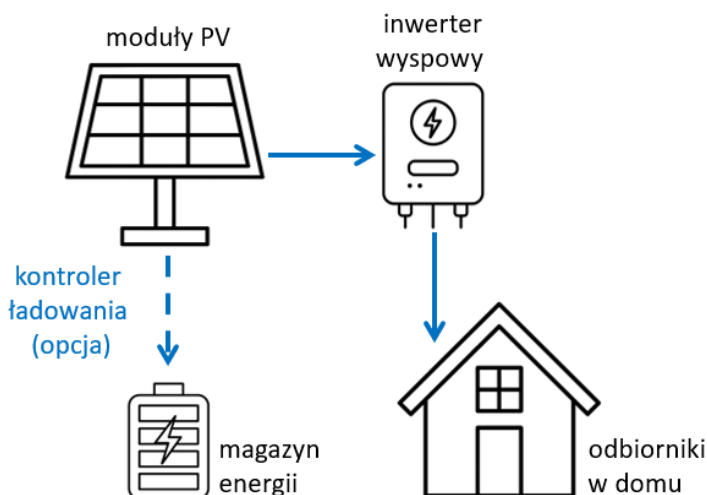 moduły PV
inwerter
wyspowy
kontroler
ładowania
(opcja)
magazyn
energii
odbiorniki
w domu